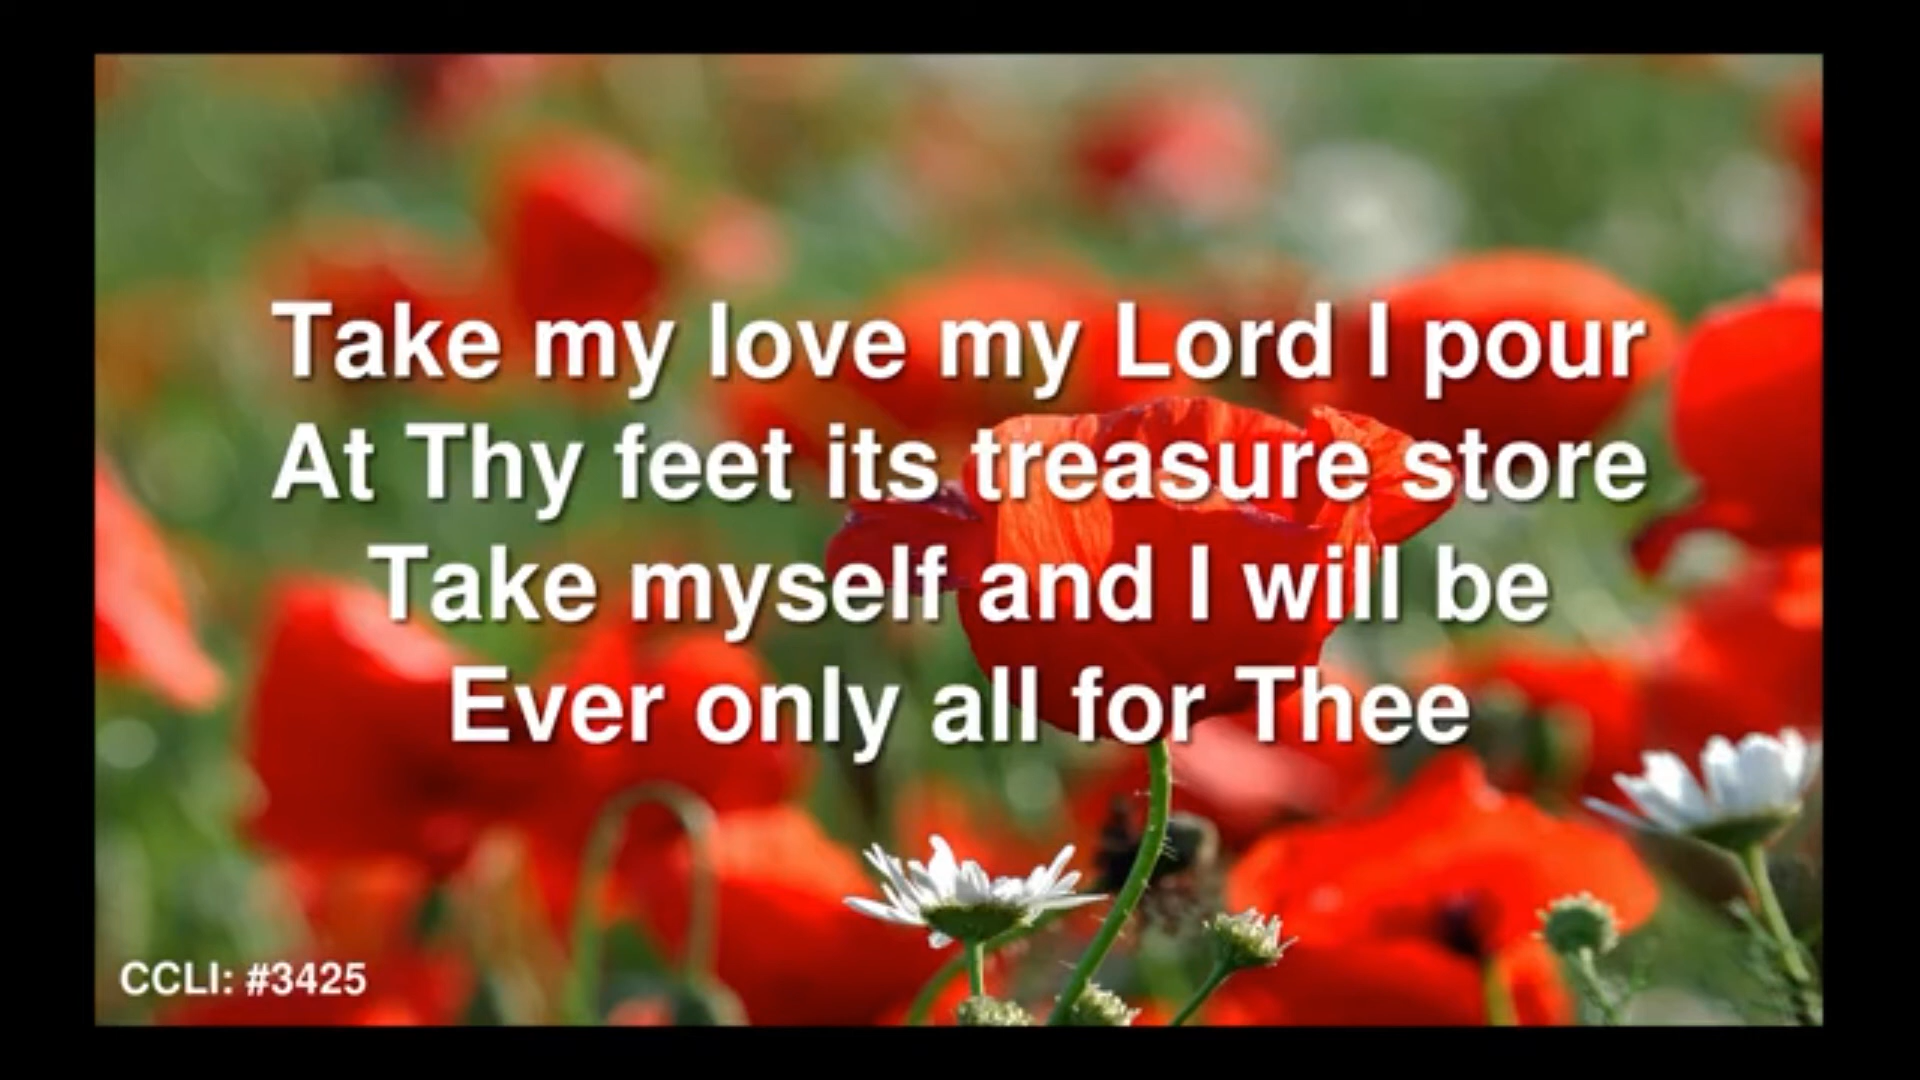 Take my love my Lord I pour
At Thy feet its treasure store
Take myself and I will be
Ever only all for Thee
CCLI: #3425